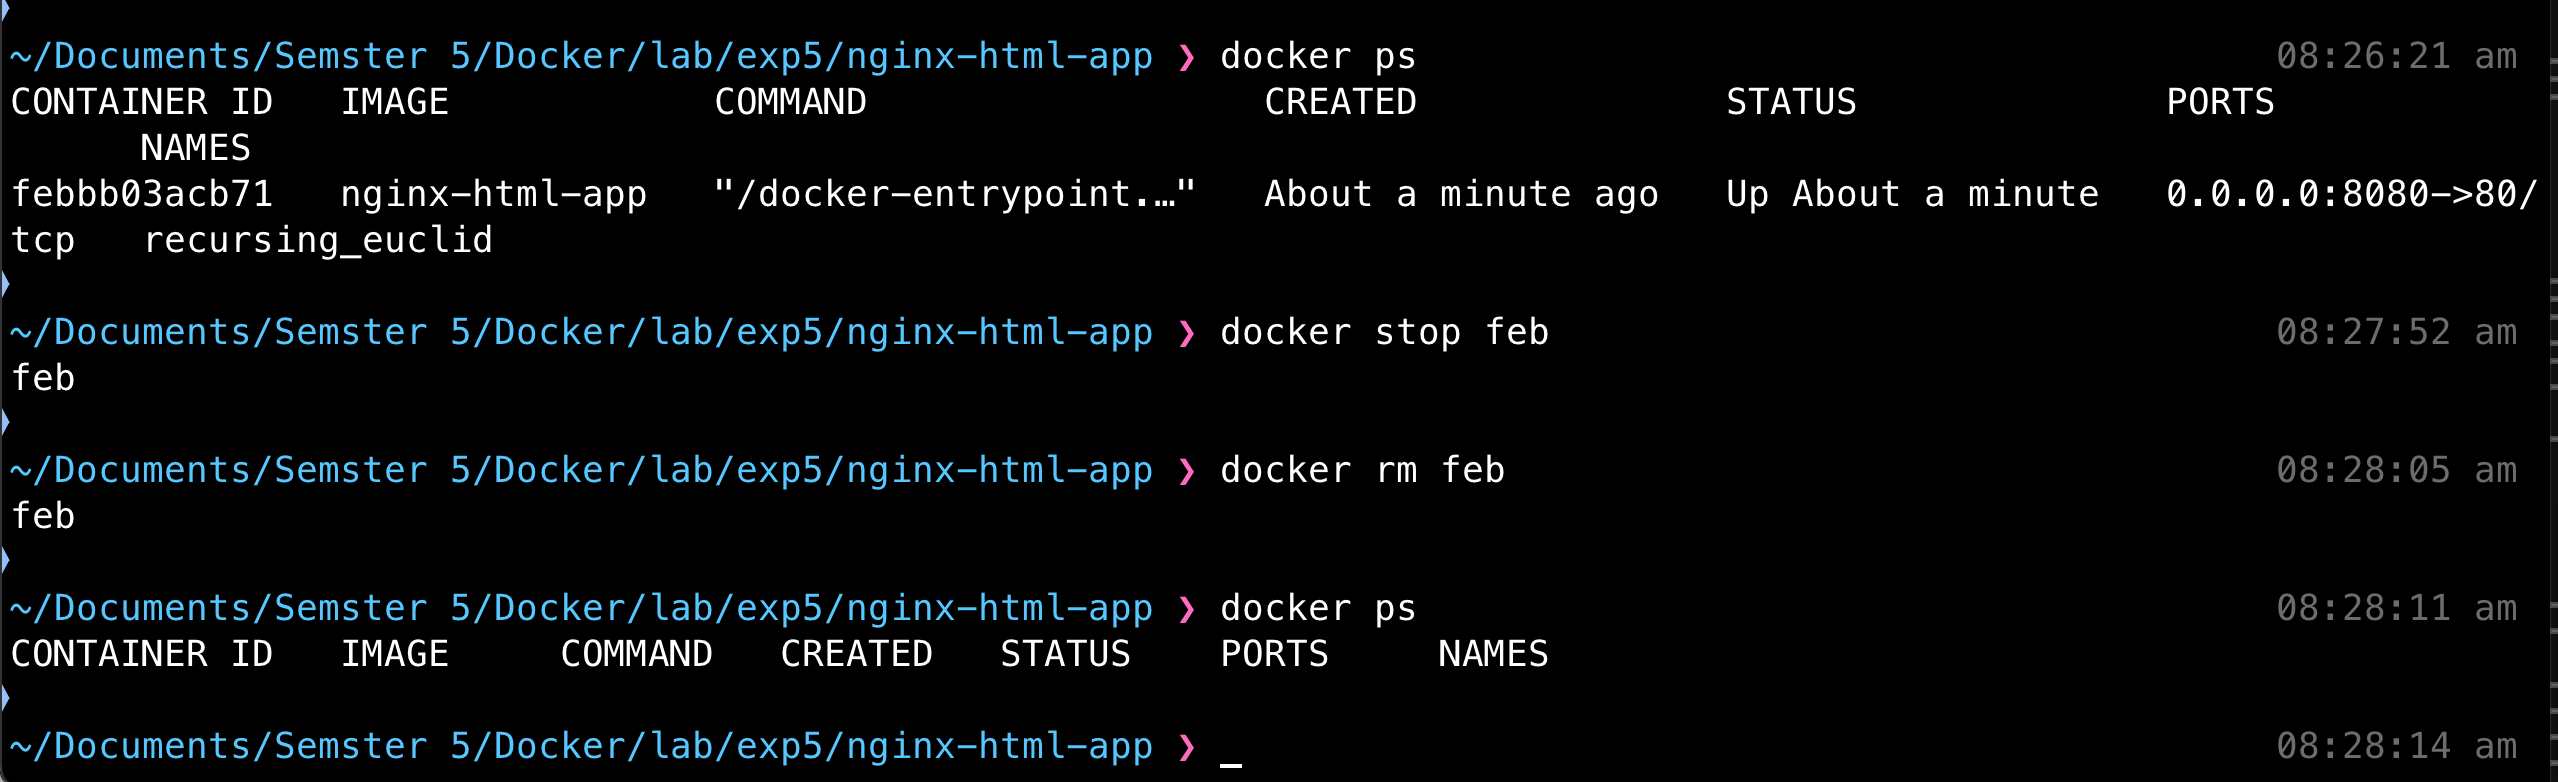 ~/Documents/Semster 5/Docker/lab/exp5/nginx-html-app ❯ docker ps 08:26:21 am
CONTAINER ID   IMAGE            COMMAND                  CREATED              STATUS              PORTS
      NAMES
febbb03acb71   nginx-html-app   "/docker-entrypoint.…"   About a minute ago   Up About a minute   0.0.0.0:8080->80/
tcp   recursing_euclid
~/Documents/Semster 5/Docker/lab/exp5/nginx-html-app ❯ docker stop feb 08:27:52 am
feb
~/Documents/Semster 5/Docker/lab/exp5/nginx-html-app ❯ docker rm feb 08:28:05 am
feb
~/Documents/Semster 5/Docker/lab/exp5/nginx-html-app ❯ docker ps 08:28:11 am
CONTAINER ID   IMAGE     COMMAND   CREATED   STATUS    PORTS     NAMES
~/Documents/Semster 5/Docker/lab/exp5/nginx-html-app ❯ _ 08:28:14 am